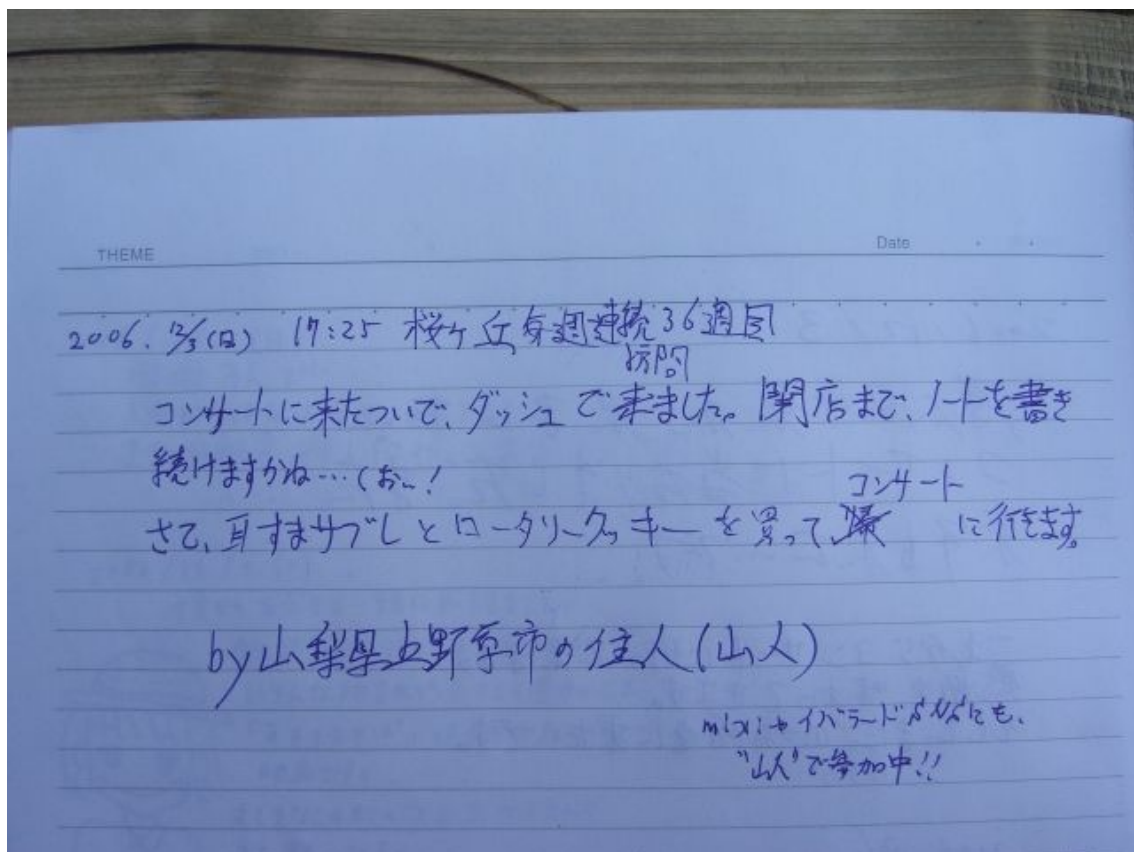 THEME
Date
2006. 12/3(日) 17:25 桜ヶ丘毎週連続36週目
訪問
コンサートに来たついで、ダッシュで来ました。閉店まで、ノートを書き
続けますかね…(おい!
コンサート
さて、耳すまサブレとロータリークッキーを買って、に行きます。
by 山梨県上野原市の住人(山人)
mixiやイバラード
"山人"で参加中!!